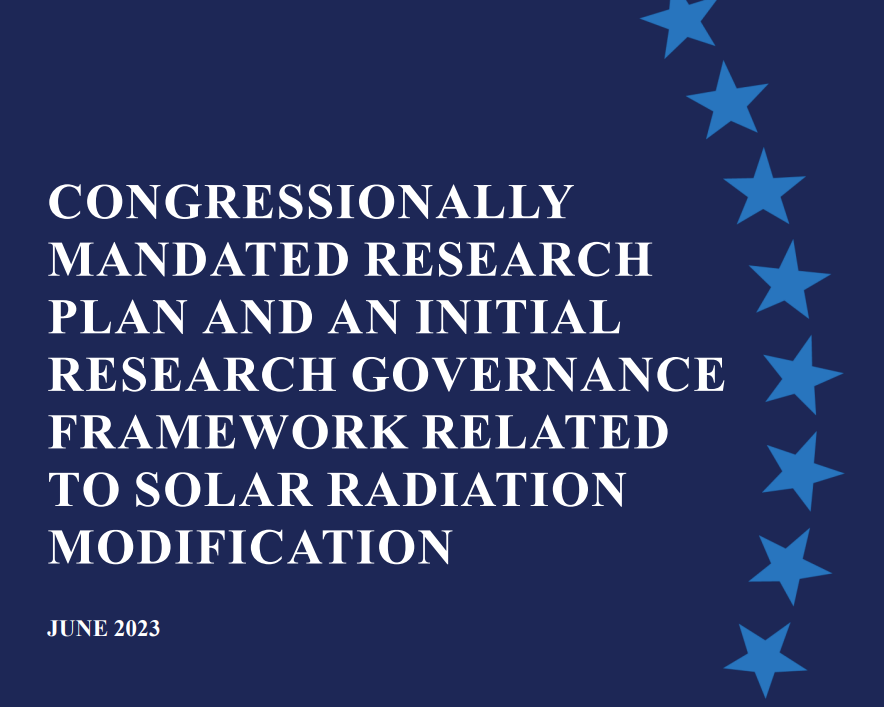 CONGRESSIONALLY
MANDATED RESEARCH
PLAN AND AN INITIAL
RESEARCH GOVERNANCE
FRAMEWORK RELATED
TO SOLAR RADIATION
MODIFICATION
JUNE 2023